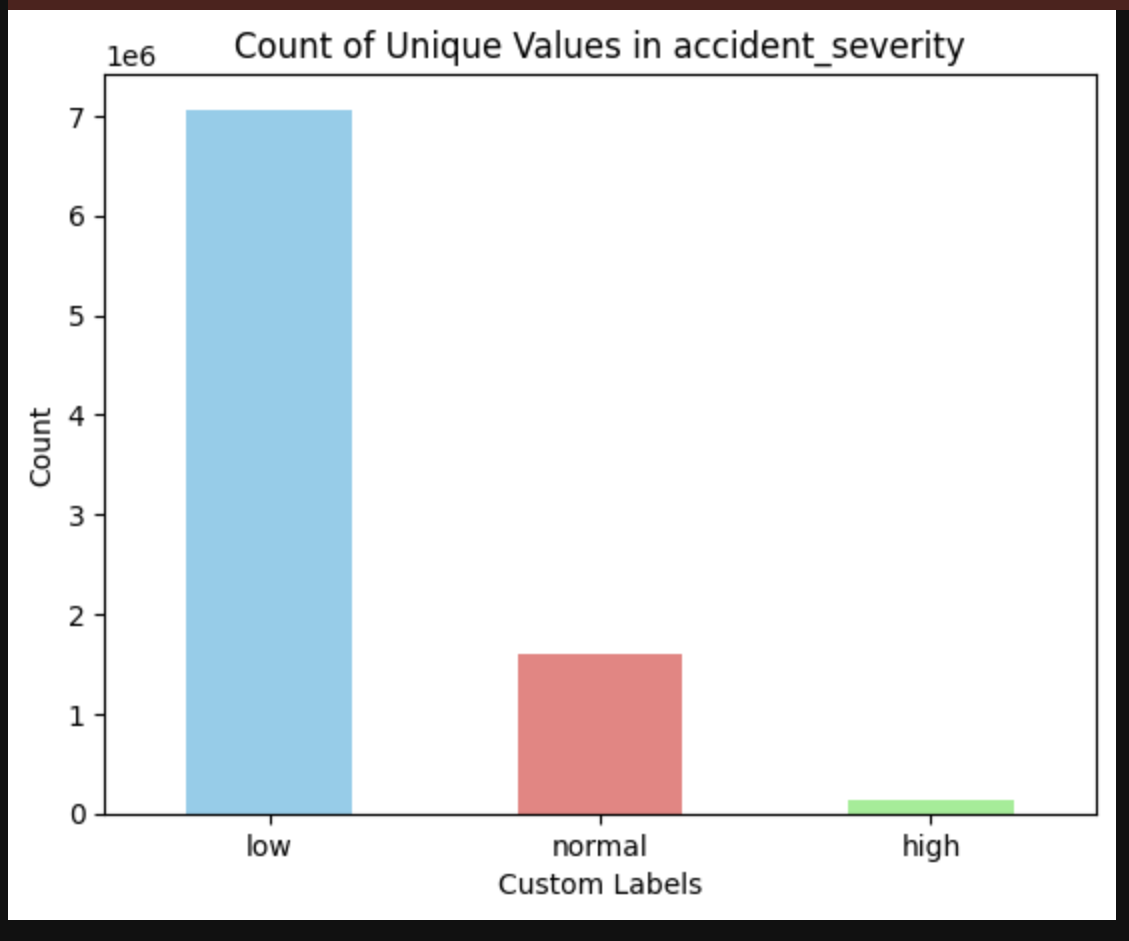 Count of Unique Values in accident_severity
1e6
7
6
5
4
3
2
1
0
Count
low normal high
Custom Labels